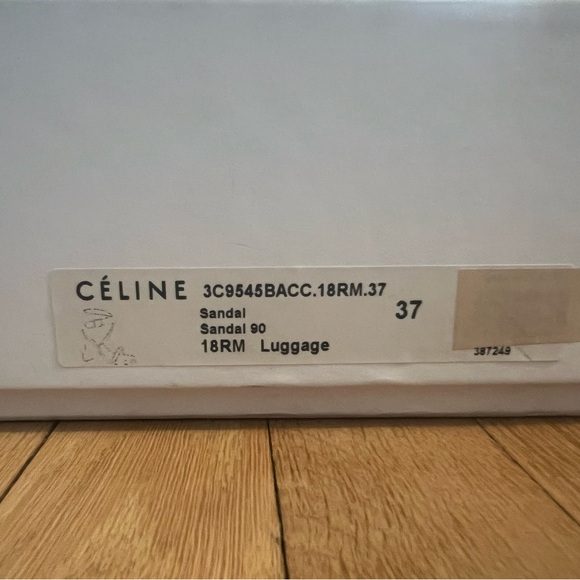 CÉLINE 3C9545BACC.18RM.37
Sandal
Sandal 90
37
18RM Luggage
387249